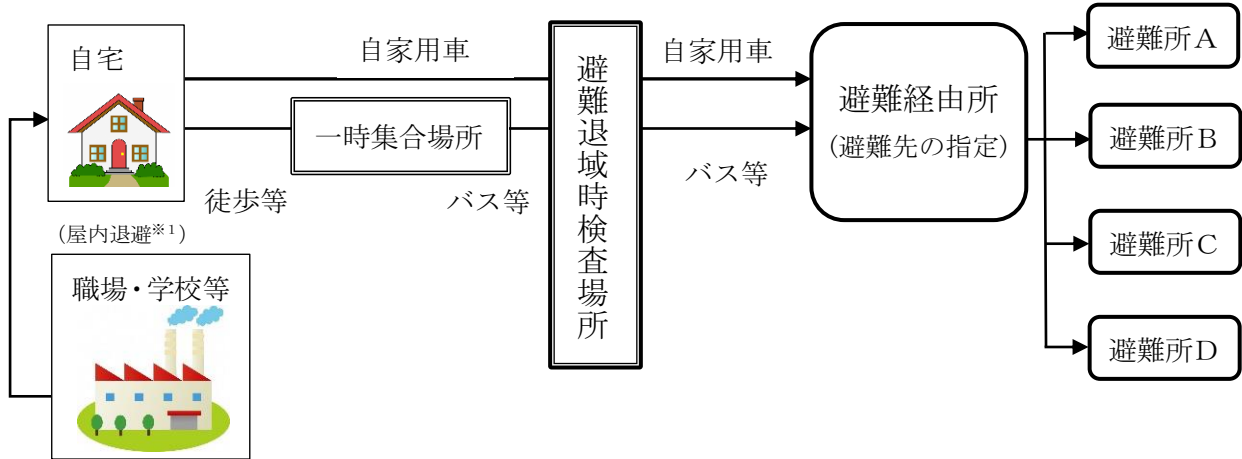 自宅
自家用車
一時集合場所
徒歩等
バス等
避難退域時検査場所
自家用車
バス等
避難経由所
(避難先の指定)
避難所A
避難所B
避難所C
避難所D
(屋内退避※1)
職場・学校等